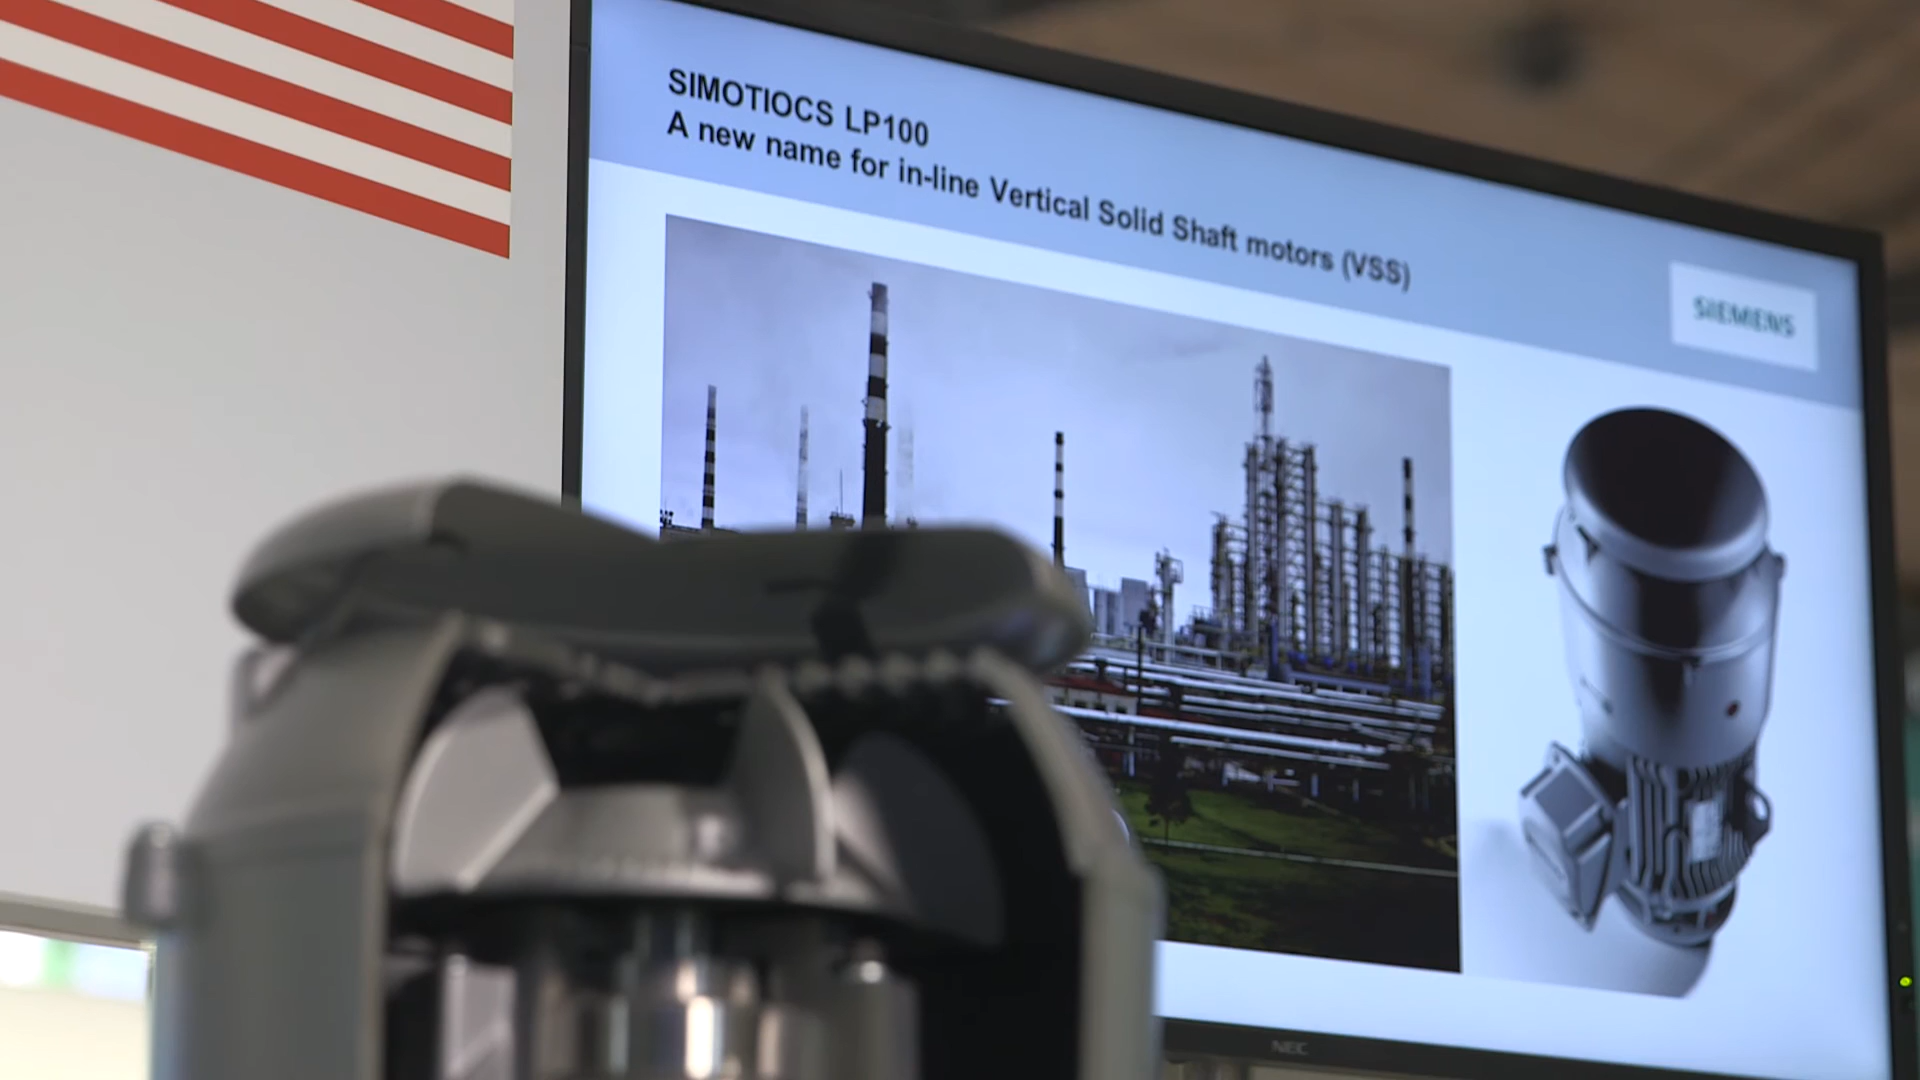 SIMOTIOCS LP100
A new name for in-line Vertical Solid Shaft motors (VSS)
SIEMENS
NEC